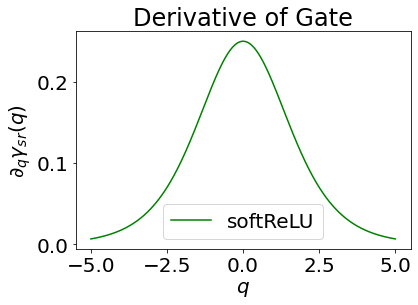 Derivative of Gate
∂qγsr(q)
0.2
0.1
0.0
softReLU
−5.0 −2.5 0.0 2.5 5.0
q